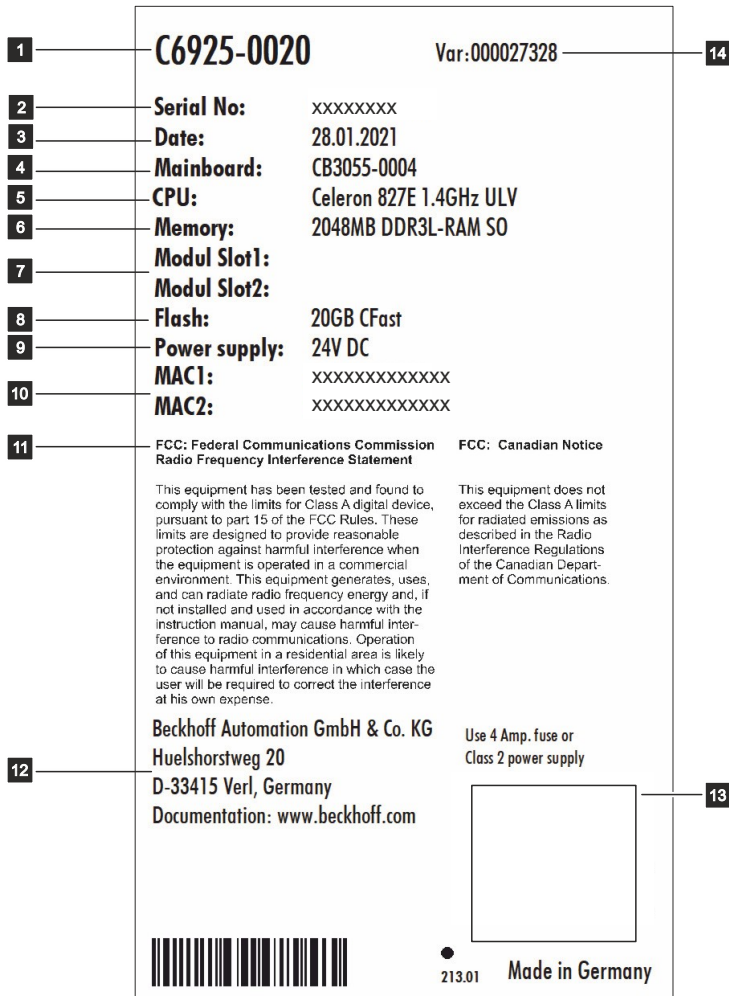 1 C6925-0020 Var:000027328 14
2 Serial No: XXXXXXXX
3 Date: 28.01.2021
4 Mainboard: CB3055-0004
5 CPU: Celeron 827E 1.4GHz ULV
6 Memory: 2048MB DDR3L-RAM SO
Modul Slot1:
7
Modul Slot2:
8 Flash: 20GB CFast
9 Power supply: 24V DC
MAC1: XXXXXXXXXXXXX
10
MAC2: XXXXXXXXXXXXX
11 FCC: Federal Communications Commission
Radio Frequency Interference Statement
This equipment has been tested and found to
comply with the limits for Class A digital device,
pursuant to part 15 of the FCC Rules. These
limits are designed to provide reasonable
protection against harmful interference when
the equipment is operated in a commercial
environment. This equipment generates, uses,
and can radiate radio frequency energy and, if
not installed and used in accordance with the
instruction manual, may cause harmful inter-
ference to radio communications. Operation
of this equipment in a residential area is likely
to cause harmful interference in which case the
user will be required to correct the interference
at his own expense.
FCC: Canadian Notice
This equipment does not
exceed the Class A limits
for radiated emissions as
described in the Radio
Interference Regulations
of the Canadian Depart-
ment of Communications.
Beckhoff Automation GmbH & Co. KG
Huelshorstweg 20
12
D-33415 Verl, Germany
Documentation: www.beckhoff.com
Use 4 Amp. fuse or
Class 2 power supply
13
213.01 Made in Germany